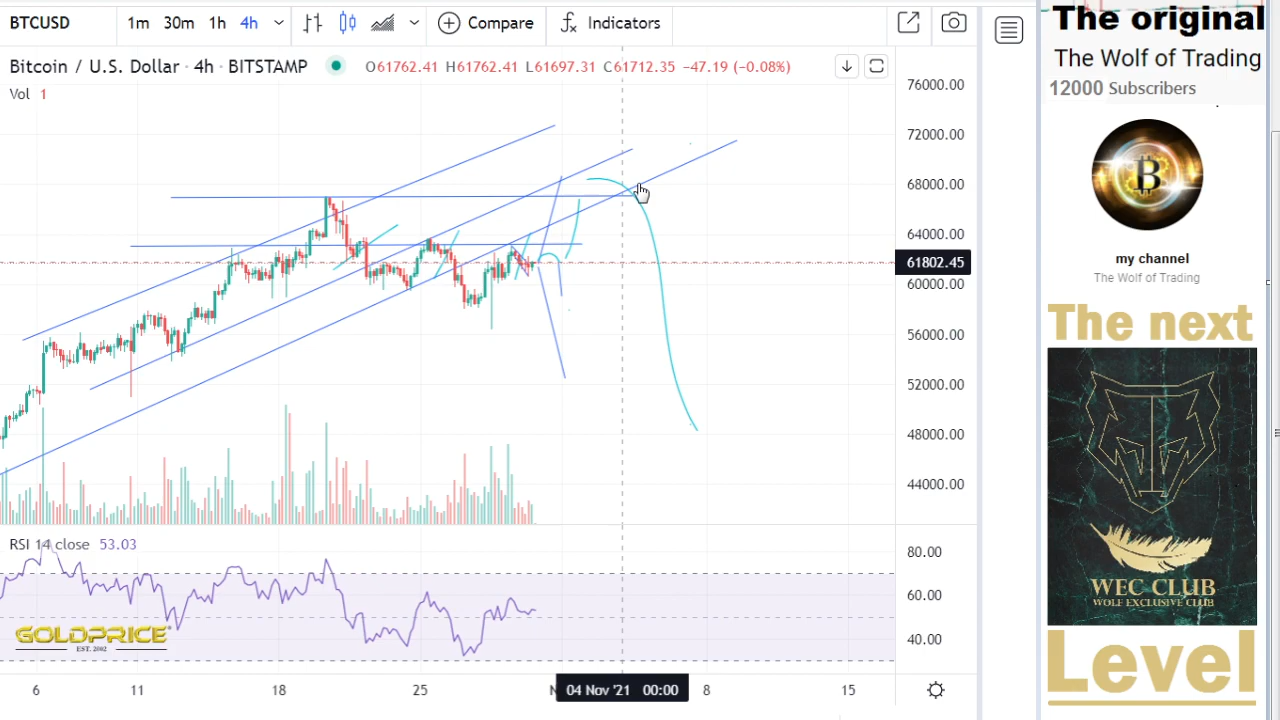 BTCUSD
1m 30m 1h 4h
Compare
Indicators
Bitcoin / U.S. Dollar · 4h · BITSTAMP
O61762.41 H61762.41 L61697.31 C61712.35 −47.19 (−0.08%)
Vol 1
76000.00
72000.00
68000.00
64000.00
61802.45
60000.00
56000.00
52000.00
48000.00
44000.00
RSI 14 close 53.03
80.00
60.00
40.00
GOLDPRICE
EST. 2002
6 11 18 25
04 Nov '21 00:00
8 15
The original
The Wolf of Trading
12000 Subscribers
B
my channel
The Wolf of Trading
The next
WEC CLUB
WOLF EXCLUSIVE CLUB
Level